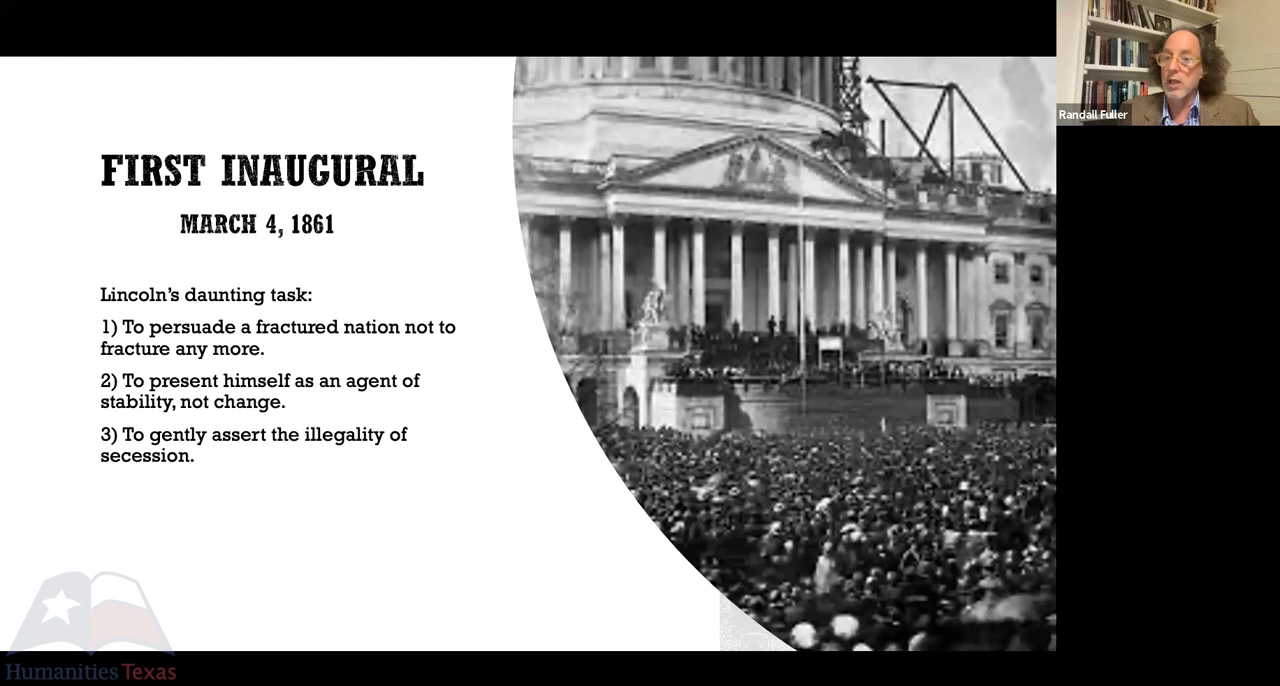 FIRST INAUGURAL
MARCH 4, 1861
Lincoln's daunting task:
1) To persuade a fractured nation not to
fracture any more.
2) To present himself as an agent of
stability, not change.
3) To gently assert the illegality of
secession.
Randall Fuller
Humanities Texas